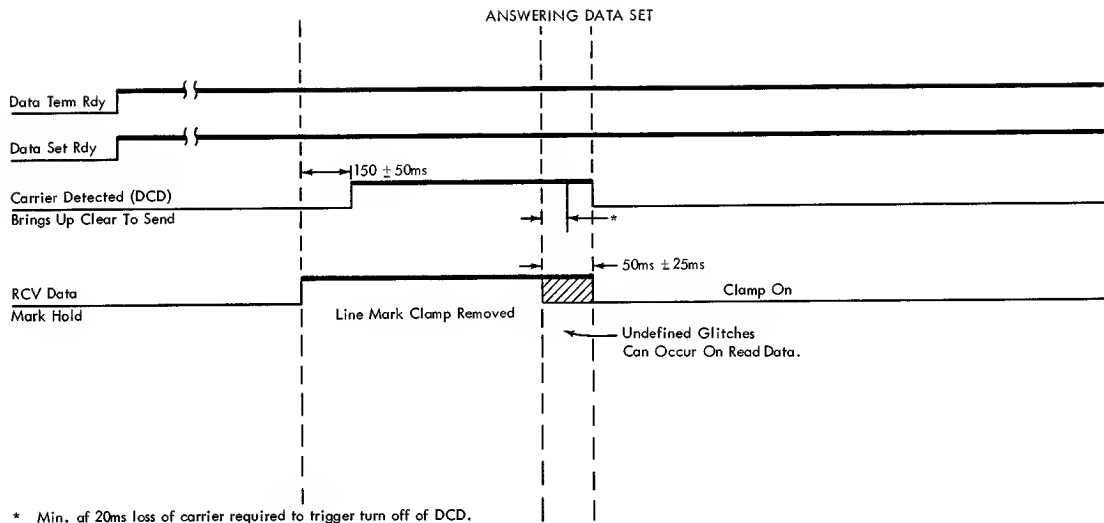 ANSWERING DATA SET
Data Term Rdy
Data Set Rdy
150 ± 50ms
Carrier Detected (DCD)
Brings Up Clear To Send
*
50ms ± 25ms
RCV Data
Mark Hold
Line Mark Clamp Removed
Clamp On
Undefined Glitches
Can Occur On Read Data.
* Min. af 20ms loss of carrier required to trigger turn off of DCD.